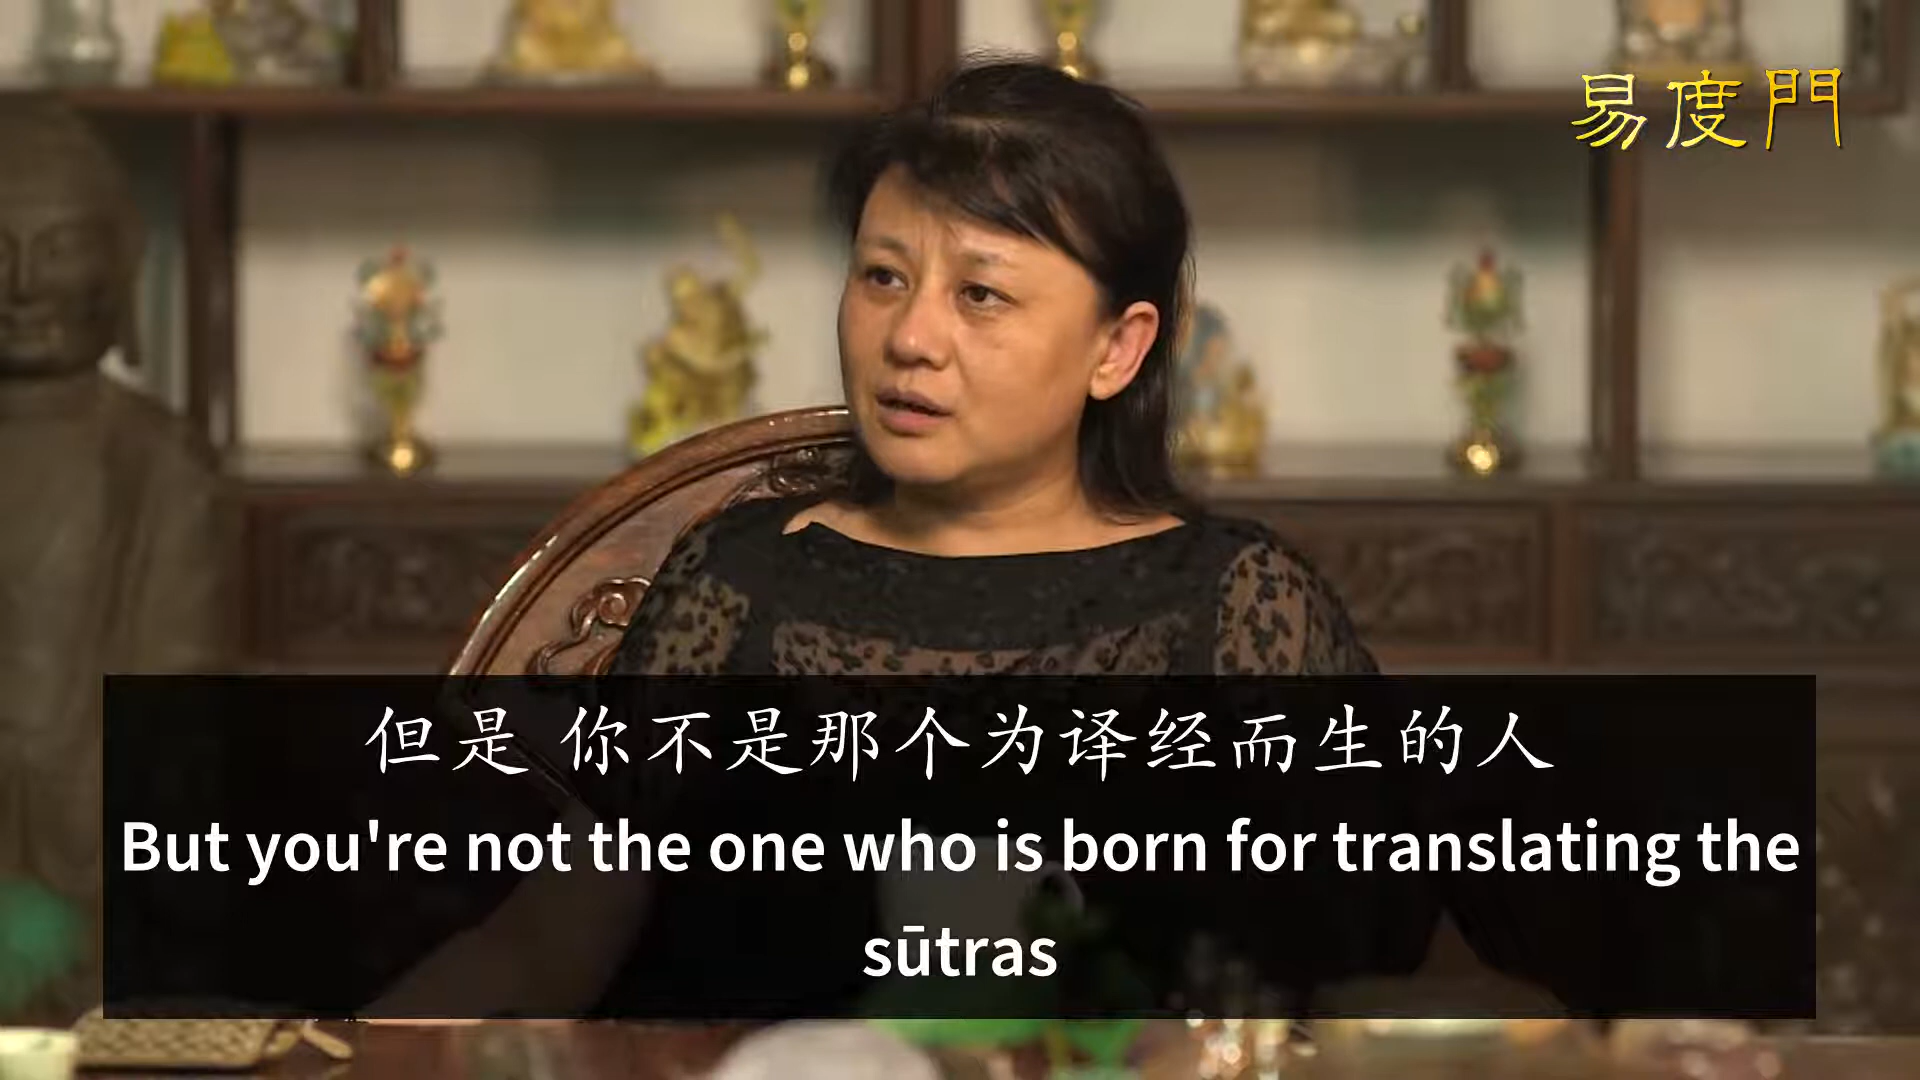 易度門
但是 你不是那个为译经而生的人
But you're not the one who is born for translating the
sūtras